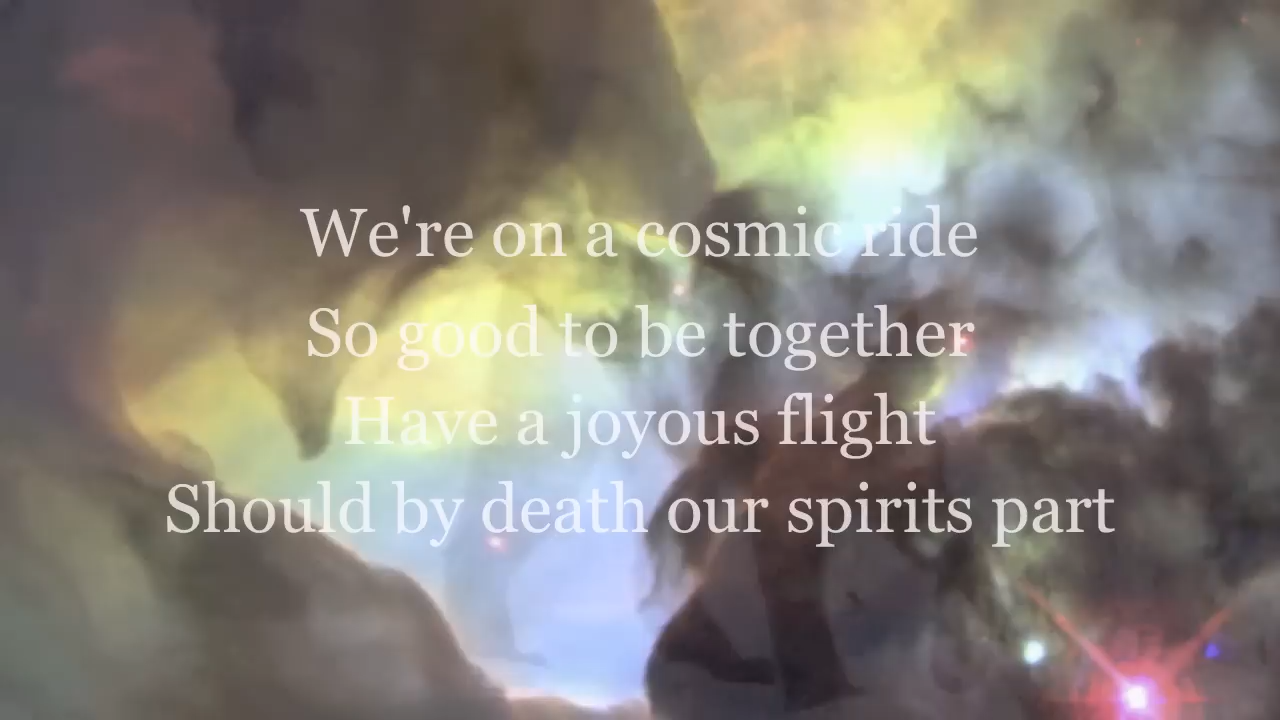 We're on a cosmic ride
So good to be together
Have a joyous flight
Should by death our spirits part